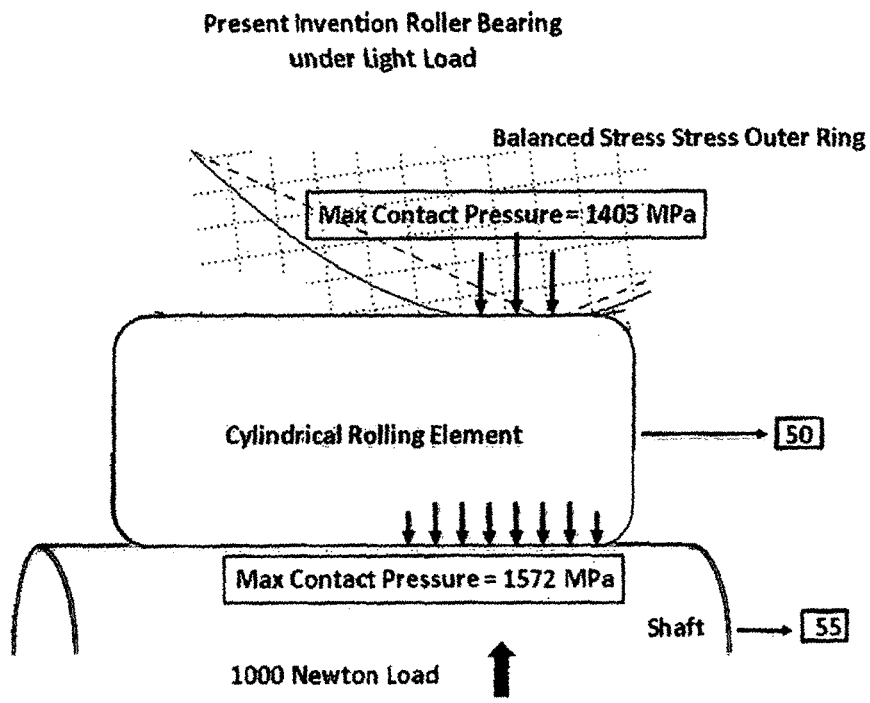 Present Invention Roller Bearing
under Light Load
Balanced Stress Stress Outer Ring
Max Contact Pressure = 1403 MPa
Cylindrical Rolling Element
50
Max Contact Pressure = 1572 MPa
Shaft
55
1000 Newton Load